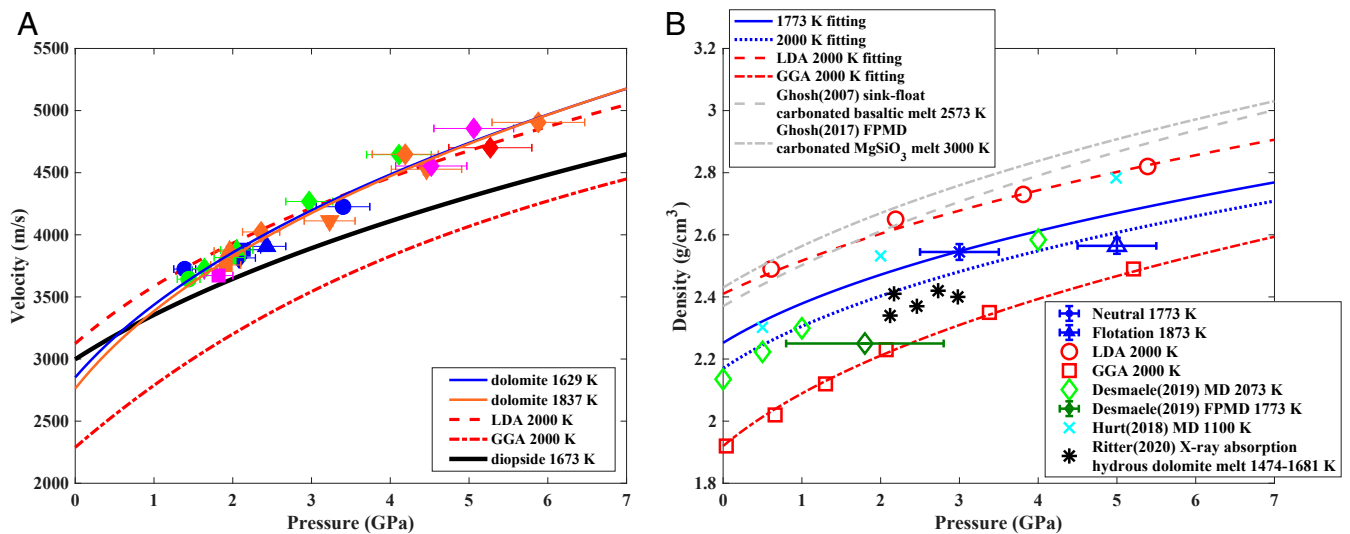 A
5500
5000
4500
4000
3500
3000
2500
2000
Velocity (m/s)
0 1 2 3 4 5 6 7
Pressure (GPa)
dolomite 1629 K
dolomite 1837 K
LDA 2000 K
GGA 2000 K
diopside 1673 K
B
1773 K fitting
2000 K fitting
LDA 2000 K fitting
GGA 2000 K fitting
Ghosh(2007) sink-float
carbonated basaltic melt 2573 K
Ghosh(2017) FPMD
carbonated MgSiO₃ melt 3000 K
3.2
3
2.8
2.6
2.4
2.2
2
1.8
Density (g/cm³)
0 1 2 3 4 5 6 7
Pressure (GPa)
Neutral 1773 K
Flotation 1873 K
LDA 2000 K
GGA 2000 K
Desmaele(2019) MD 2073 K
Desmaele(2019) FPMD 1773 K
Hurt(2018) MD 1100 K
Ritter(2020) X-ray absorption
hydrous dolomite melt 1474-1681 K